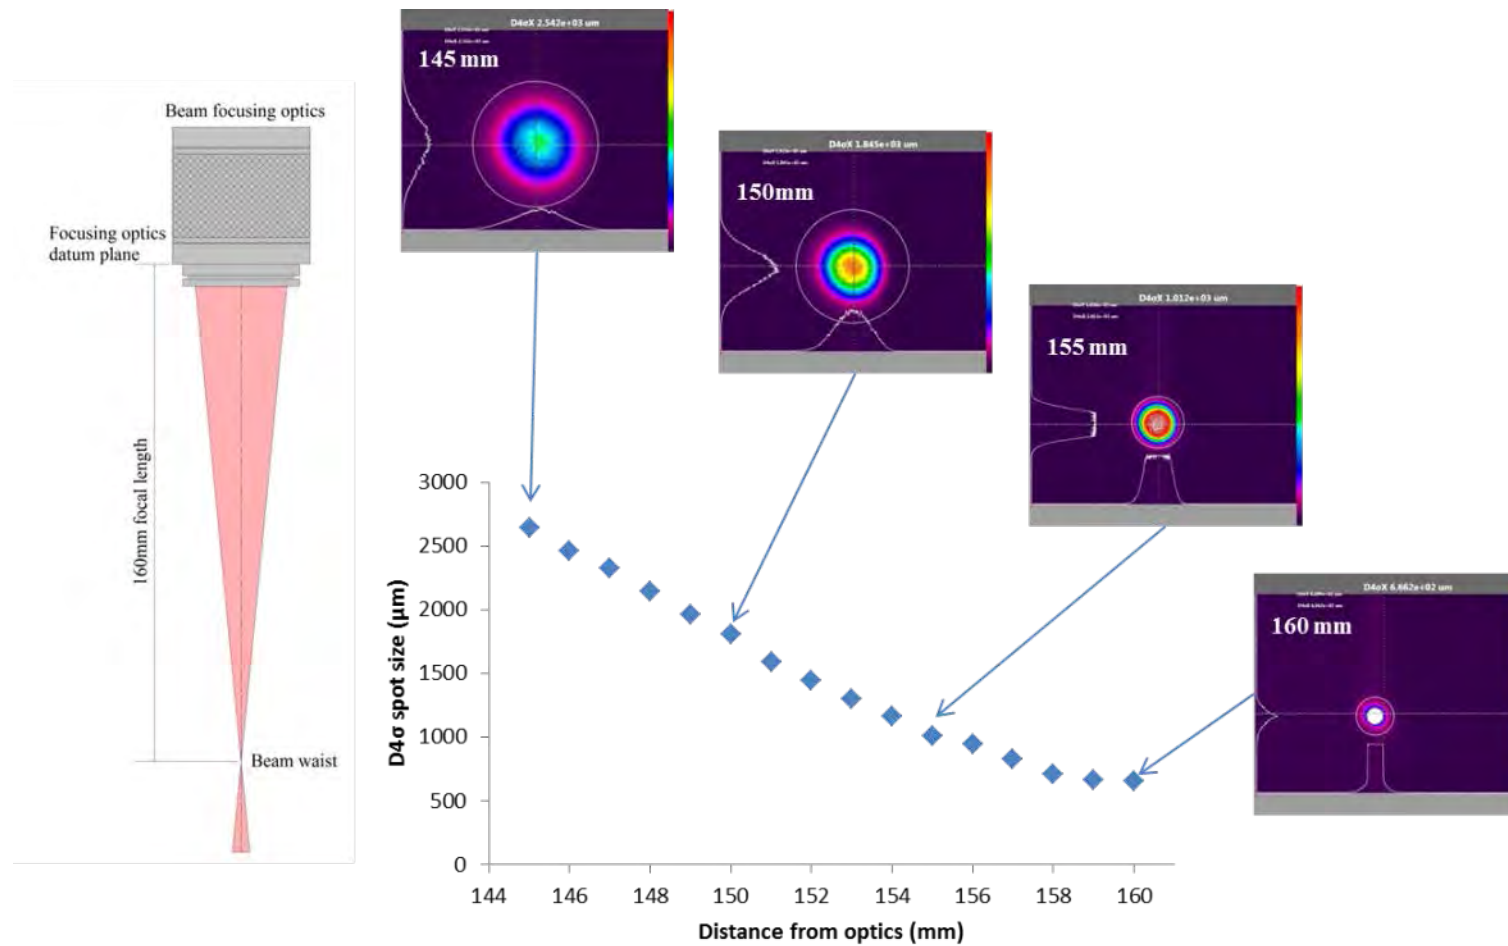 Beam focusing optics
Focusing optics
datum plane
160mm focal length
Beam waist
D4σX 2.542e+03 um
145 mm
D4σX 1.845e+03 um
150mm
D4σX 1.012e+03 um
155 mm
D4σX 6.662e+02 um
160 mm
D4σ spot size (µm)
3000
2500
2000
1500
1000
500
0
144 146 148 150 152 154 156 158 160
Distance from optics (mm)